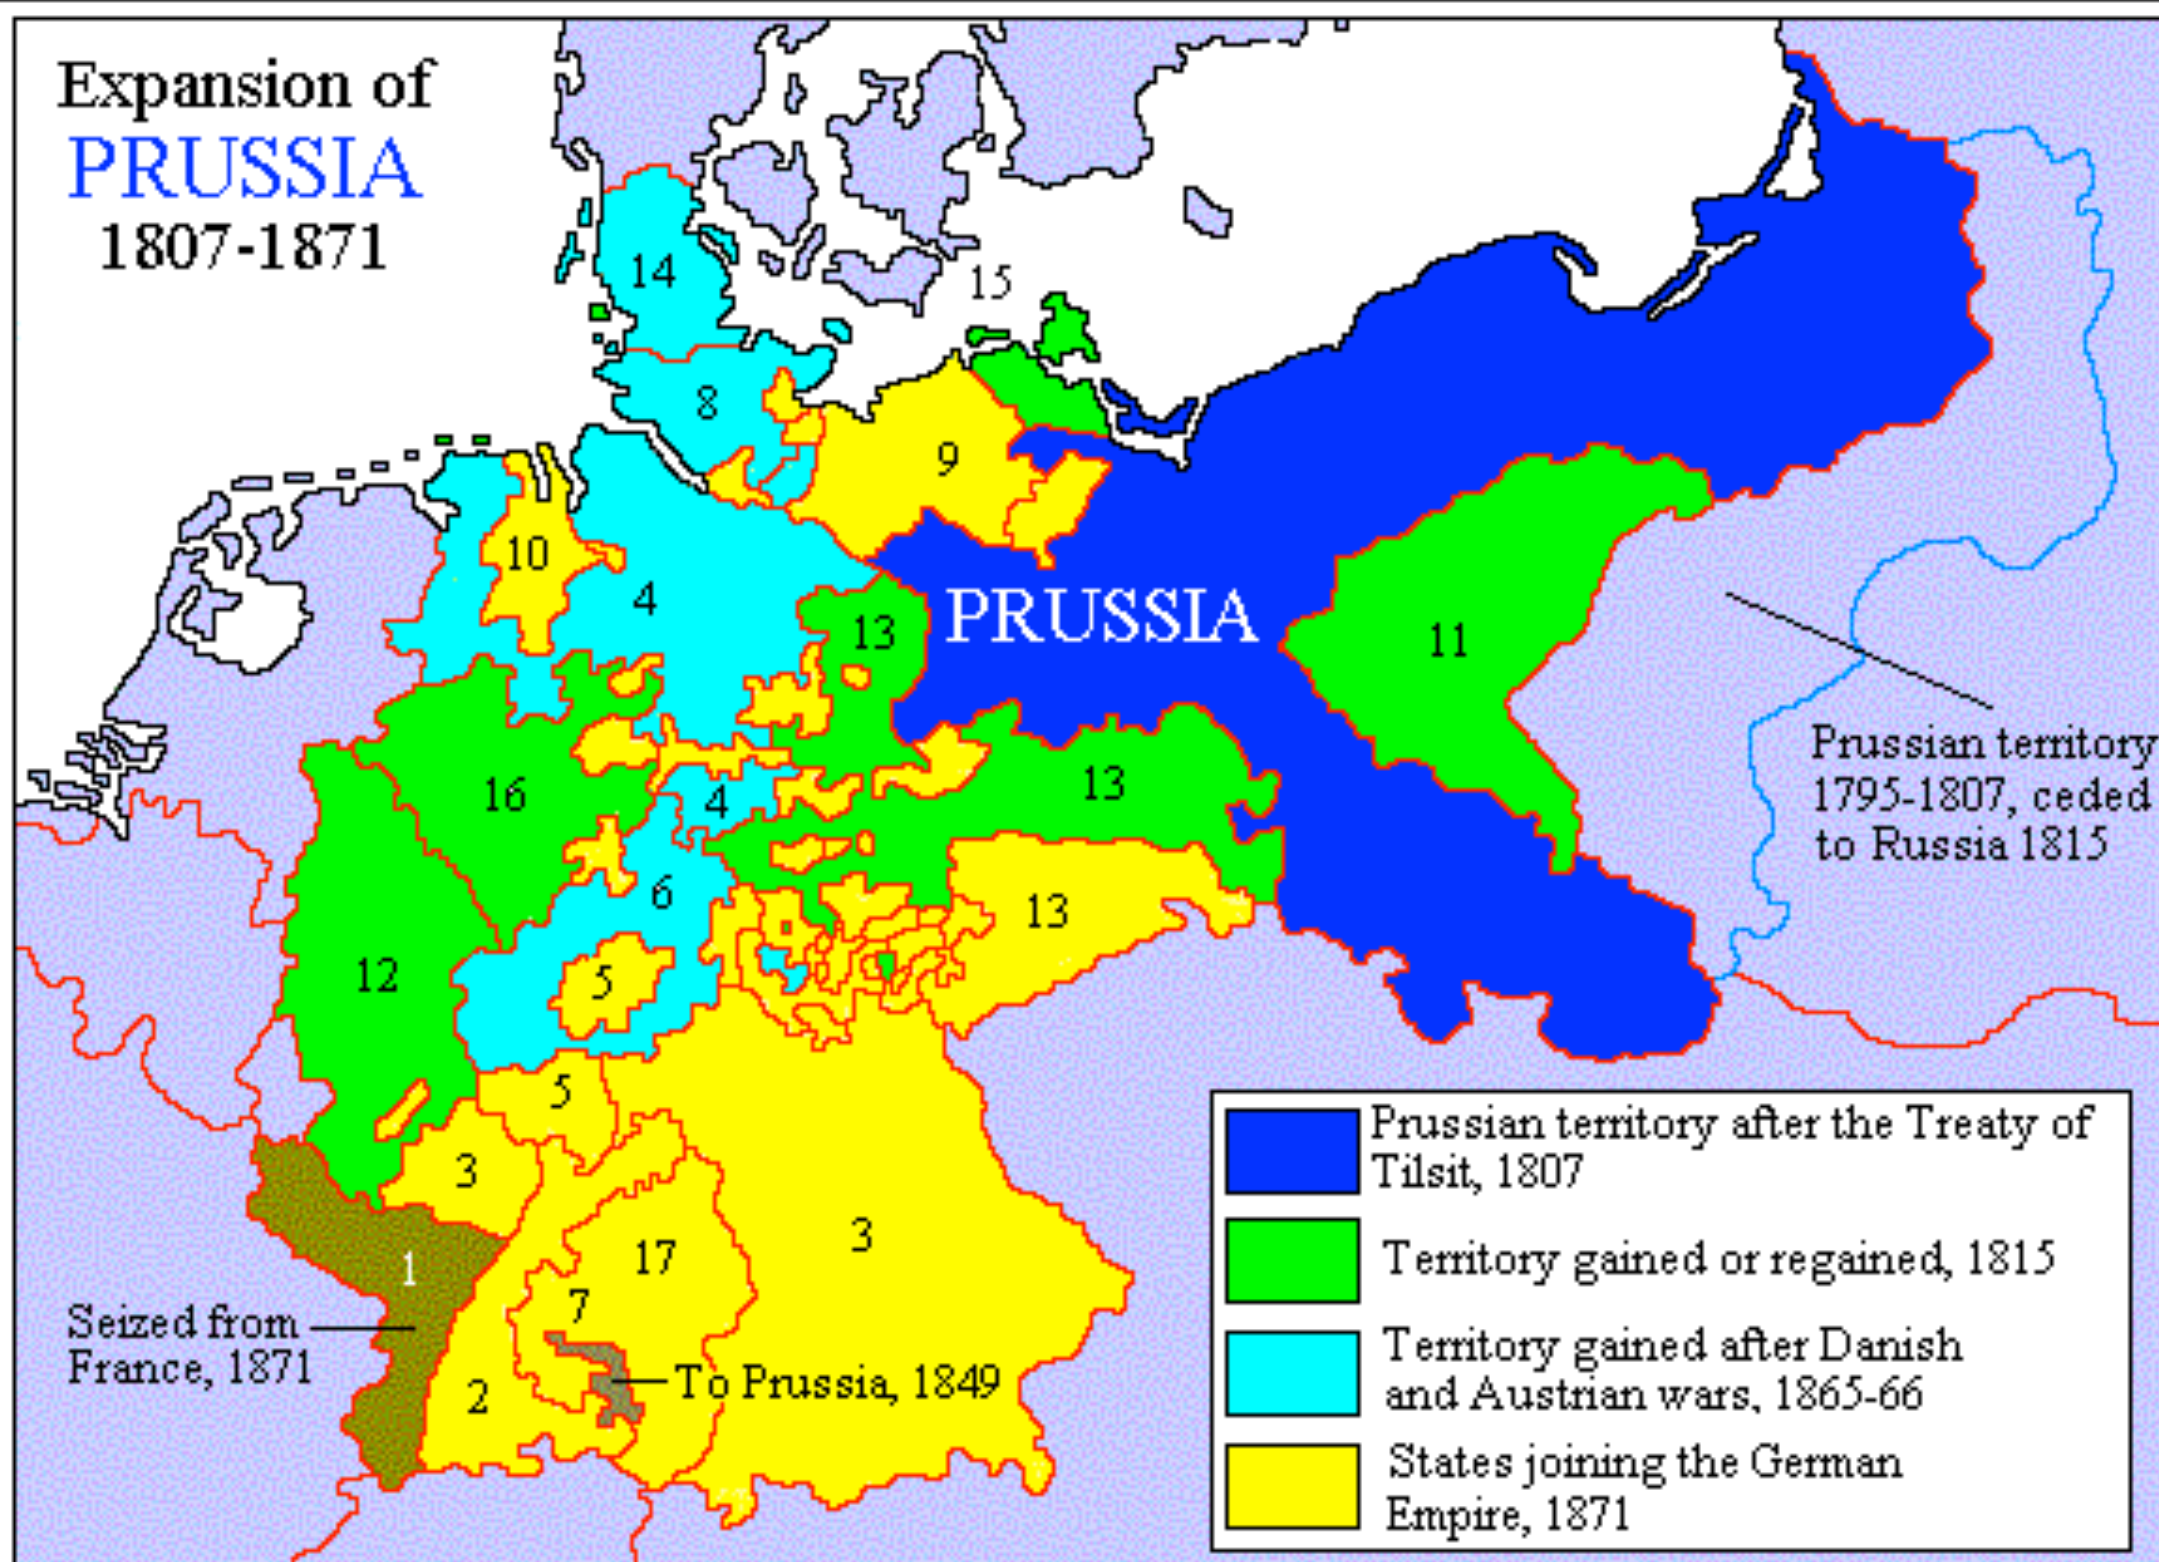 Expansion of
PRUSSIA
1807-1871
14
15
8
9
10
4
13
PRUSSIA
11
Prussian territory
1795-1807, ceded
to Russia 1815
16
4
13
6
13
12
5
5
3
3
17
1
7
Seized from
France, 1871
2
To Prussia, 1849
Prussian territory after the Treaty of
Tilsit, 1807
Territory gained or regained, 1815
Territory gained after Danish
and Austrian wars, 1865-66
States joining the German
Empire, 1871